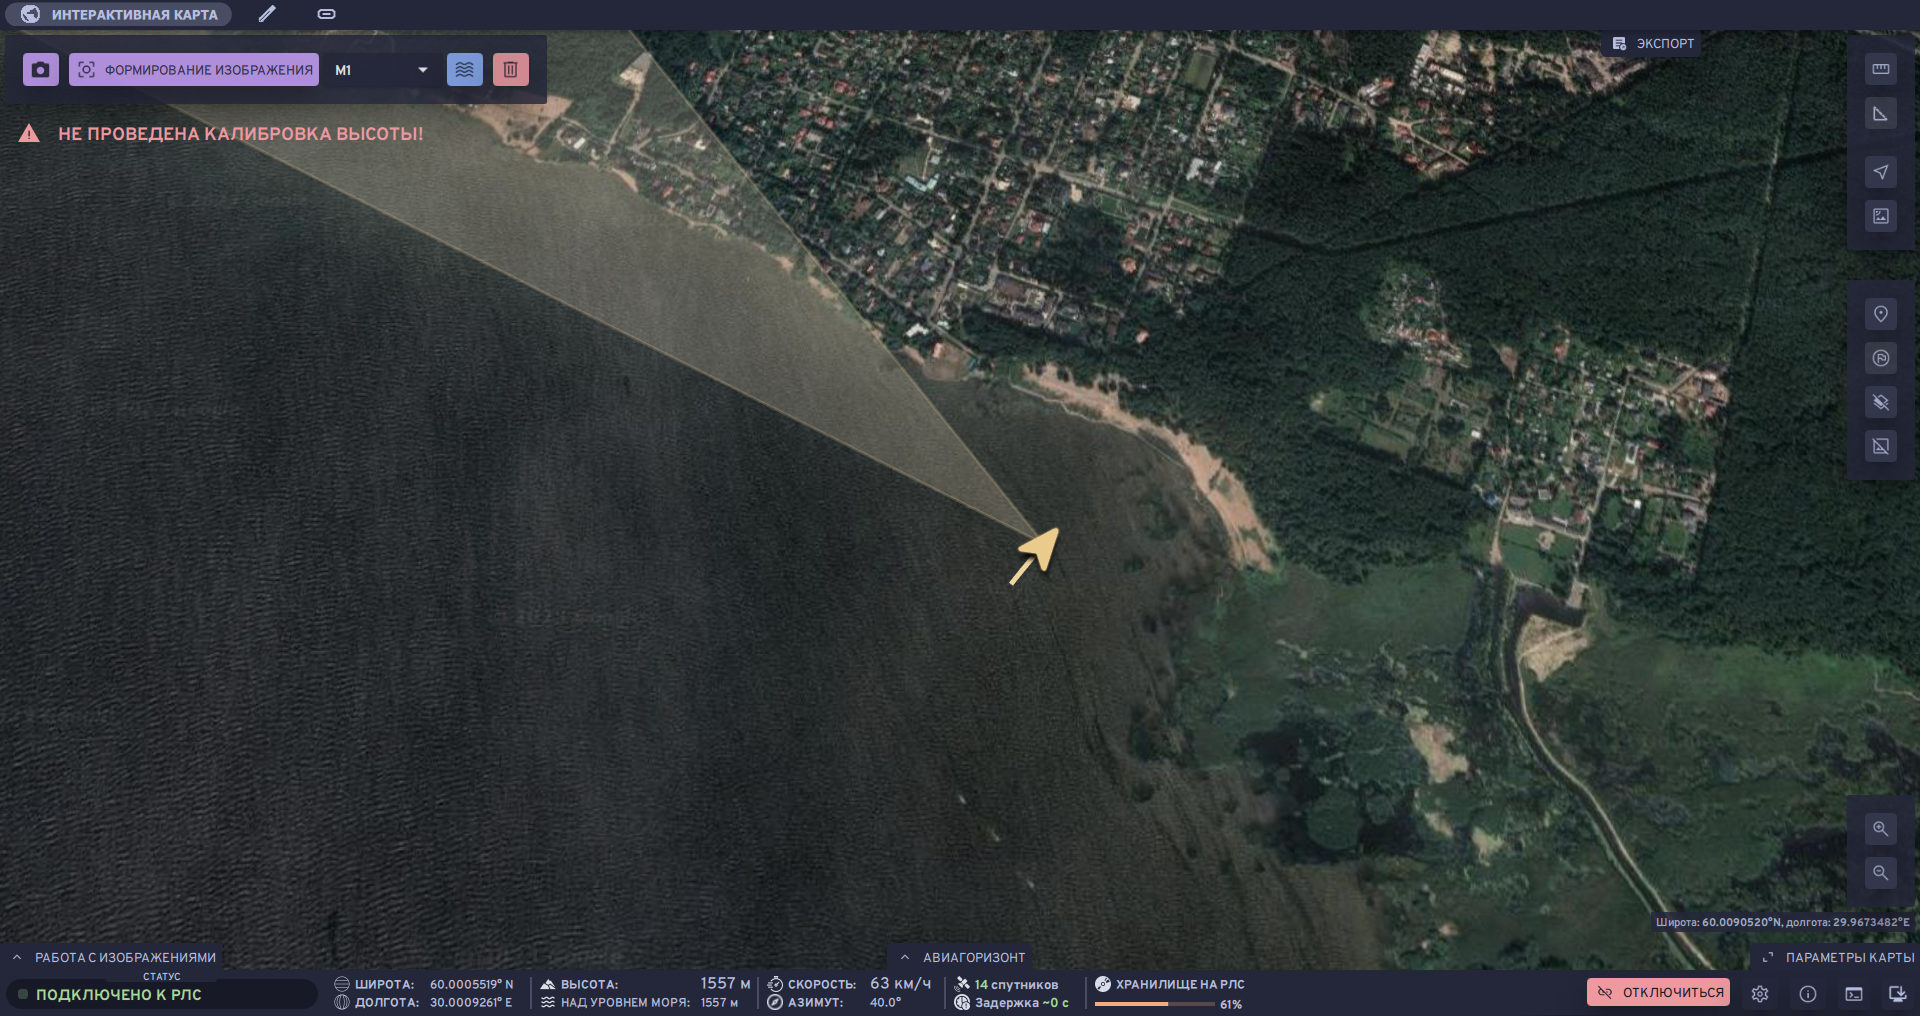 ИНТЕРАКТИВНАЯ КАРТА
ЭКСПОРТ
ФОРМИРОВАНИЕ ИЗОБРАЖЕНИЯ
М1
НЕ ПРОВЕДЕНА КАЛИБРОВКА ВЫСОТЫ!
Широта: 60.0090520°N, долгота: 29.9673482°E
РАБОТА С ИЗОБРАЖЕНИЯМИ
АВИАГОРИЗОНТ
ПАРАМЕТРЫ КАРТЫ
СТАТУС
ПОДКЛЮЧЕНО К РЛС
ШИРОТА: 60.0005519° N
ДОЛГОТА: 30.0009261° E
ВЫСОТА: 1557 м
НАД УРОВНЕМ МОРЯ: 1557 м
СКОРОСТЬ: 63 КМ/Ч
АЗИМУТ: 40.0°
14 спутников
Задержка ~0 с
ХРАНИЛИЩЕ НА РЛС
61%
ОТКЛЮЧИТЬСЯ